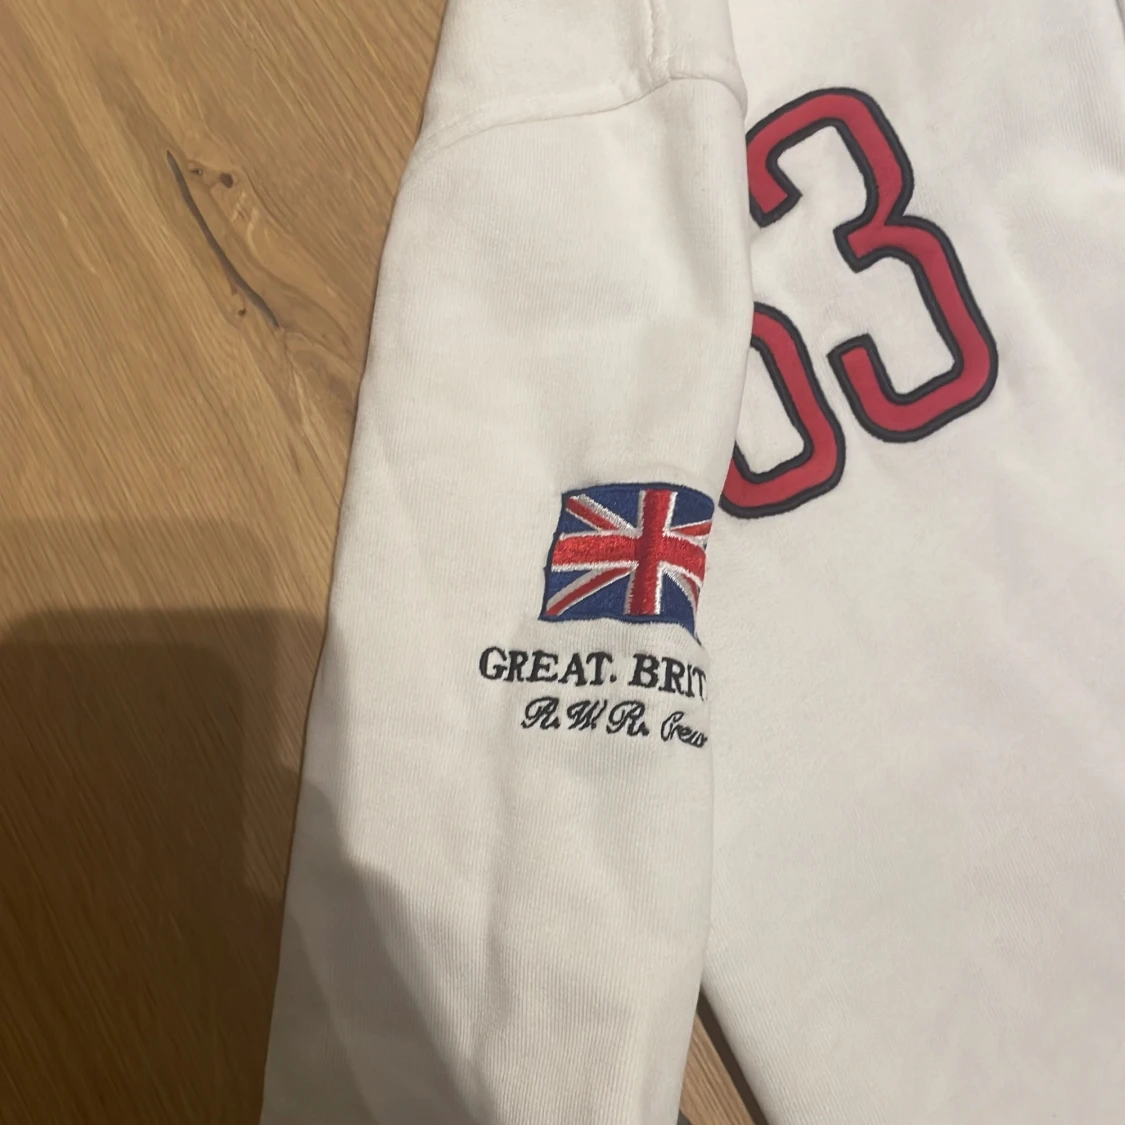 3
GREAT. BRIT
R.W.R. Crew